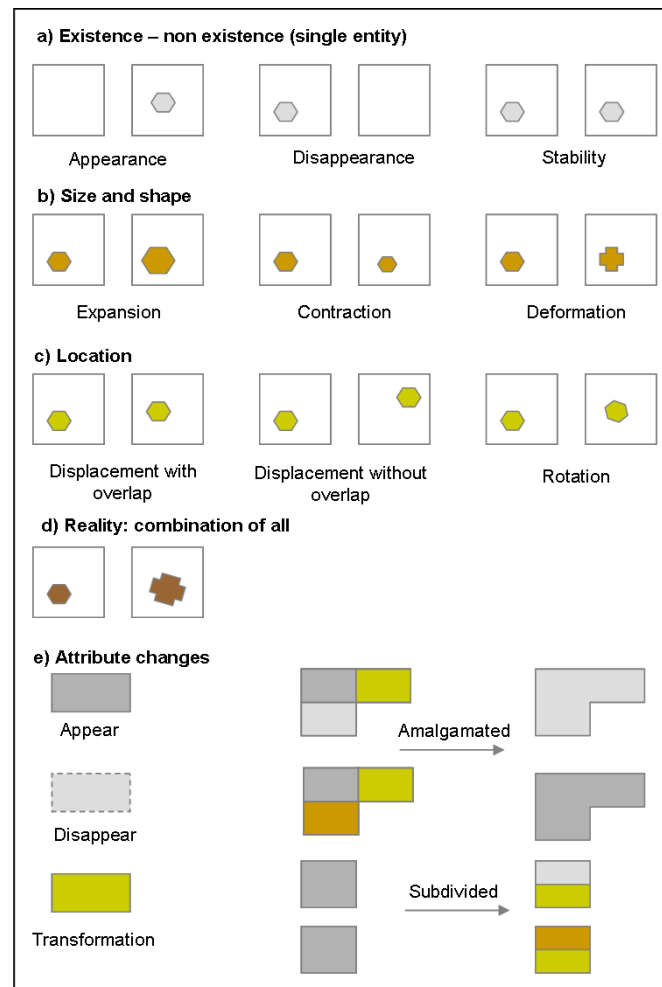 a) Existence – non existence (single entity)
Appearance
Disappearance
Stability
b) Size and shape
Expansion
Contraction
Deformation
c) Location
Displacement with
overlap
Displacement without
overlap
Rotation
d) Reality: combination of all
e) Attribute changes
Appear
Amalgamated
Disappear
Subdivided
Transformation